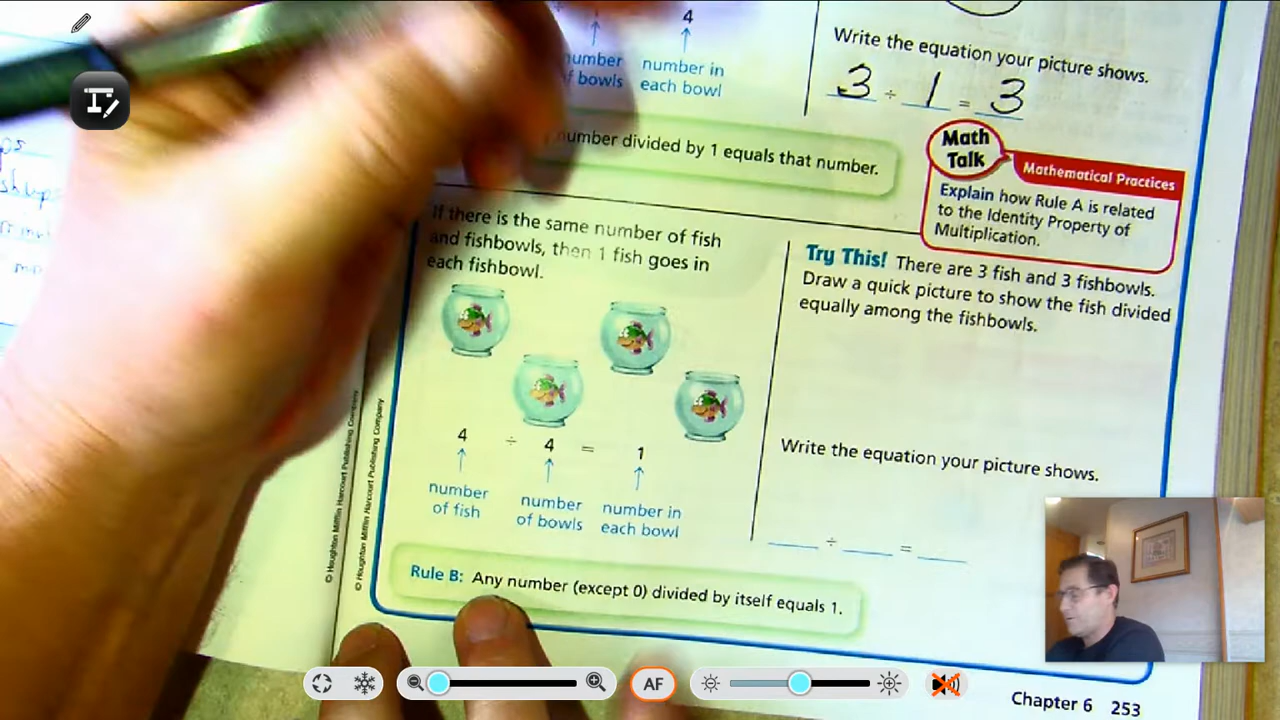 4
number
number in
of bowls
each bowl
Write the equation your picture shows.
3 ÷ 1 = 3
number divided by 1 equals that number.
Math
Talk
Mathematical Practices
Explain how Rule A is related
to the Identity Property of
Multiplication.
If there is the same number of fish
and fishbowls, then 1 fish goes in
each fishbowl.
4 ÷ 4 = 1
number
of fish
number
of bowls
number in
each bowl
Rule B: Any number (except 0) divided by itself equals 1.
Try This! There are 3 fish and 3 fishbowls.
Draw a quick picture to show the fish divided
equally among the fishbowls.
Write the equation your picture shows.
÷ =
© Houghton Mifflin Harcourt Publishing Company
© Houghton Mifflin Harcourt Publishing Company
AF
Chapter 6 253